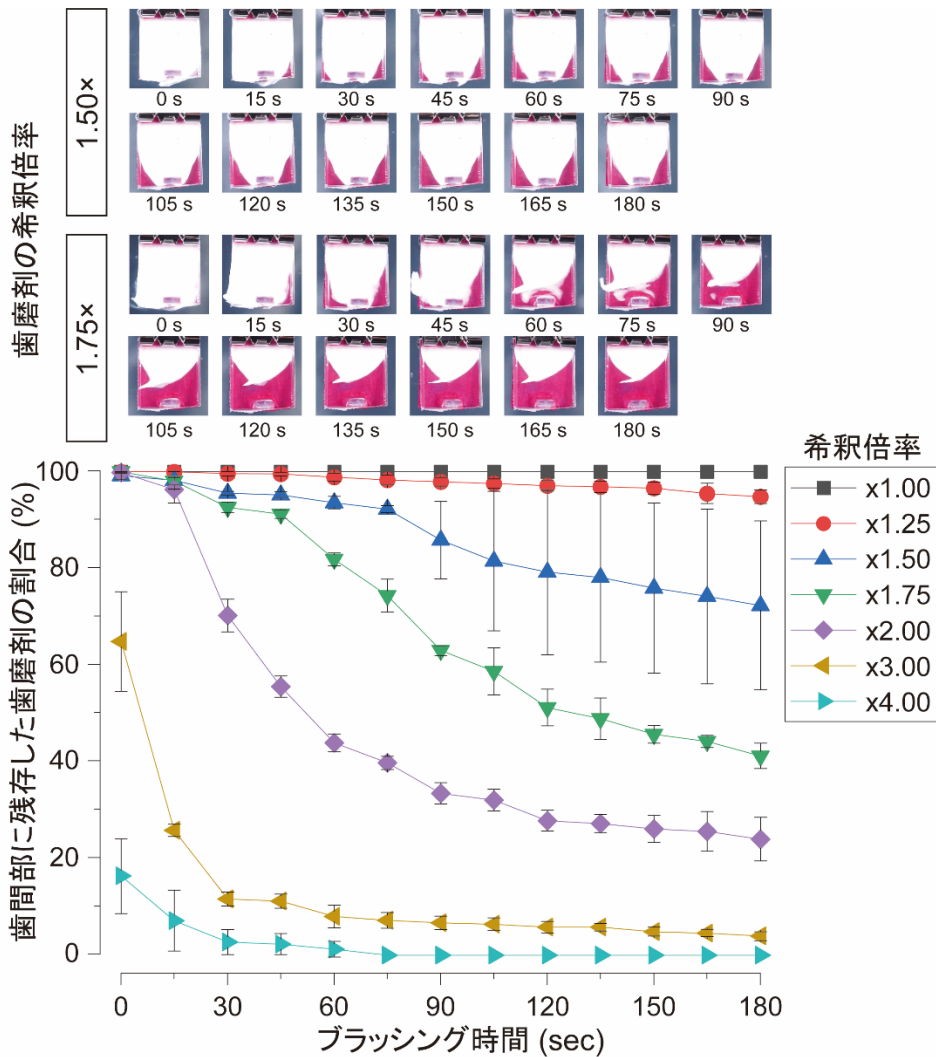 歯磨剤の希釈倍率
1.50×
0 s 15 s 30 s 45 s 60 s 75 s 90 s
105 s 120 s 135 s 150 s 165 s 180 s
1.75×
0 s 15 s 30 s 45 s 60 s 75 s 90 s
105 s 120 s 135 s 150 s 165 s 180 s
歯間部に残存した歯磨剤の割合 (%)
100
80
60
40
20
0
0 30 60 90 120 150 180
ブラッシング時間 (sec)
希釈倍率
x1.00
x1.25
x1.50
x1.75
x2.00
x3.00
x4.00